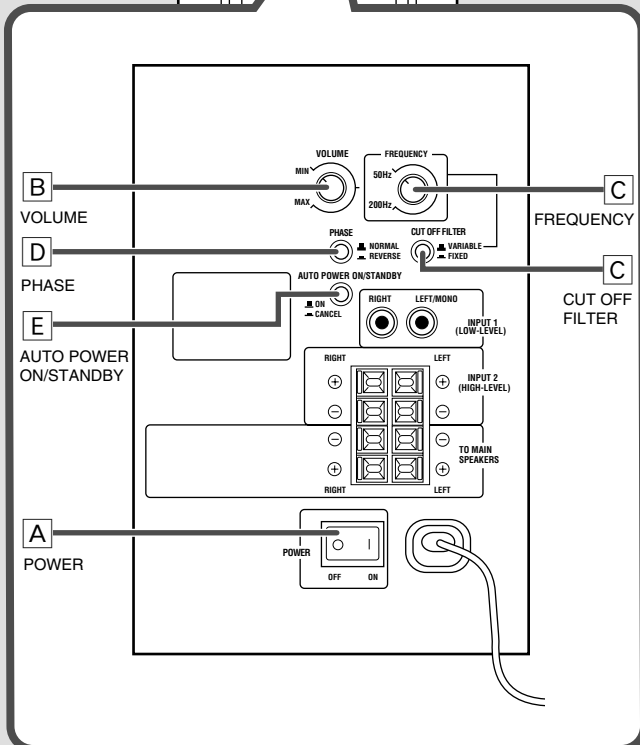 VOLUME
FREQUENCY
MIN
50Hz
MAX
200Hz
B
VOLUME
C
FREQUENCY
PHASE
CUT OFF FILTER
NORMAL
REVERSE
VARIABLE
FIXED
D
PHASE
C
CUT OFF
FILTER
AUTO POWER ON/STANDBY
ON
CANCEL
E
AUTO POWER
ON/STANDBY
RIGHT LEFT/MONO
INPUT 1
(LOW-LEVEL)
RIGHT LEFT
INPUT 2
(HIGH-LEVEL)
TO MAIN
SPEAKERS
RIGHT LEFT
A
POWER
POWER
OFF ON